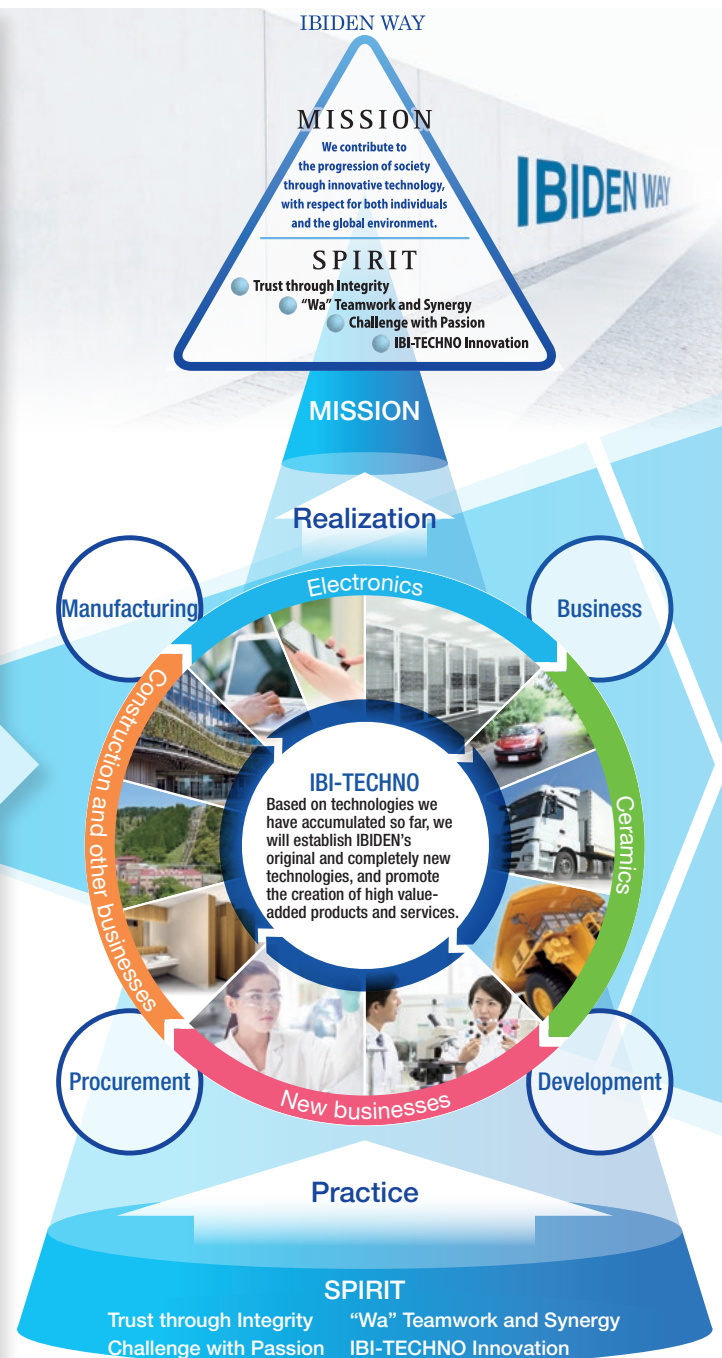 IBIDEN WAY
MISSION
We contribute to
the progression of society
through innovative technology,
with respect for both individuals
and the global environment.
IBIDEN WAY
SPIRIT
Trust through Integrity
“Wa” Teamwork and Synergy
Challenge with Passion
IBI-TECHNO Innovation
MISSION
Realization
Manufacturing
Electronics
Business
Construction and other businesses
IBI-TECHNO
Based on technologies we
have accumulated so far, we
will establish IBIDEN’s
original and completely new
technologies, and promote
the creation of high value-
added products and services.
Ceramics
Procurement
New businesses
Development
Practice
SPIRIT
Trust through Integrity “Wa” Teamwork and Synergy
Challenge with Passion IBI-TECHNO Innovation